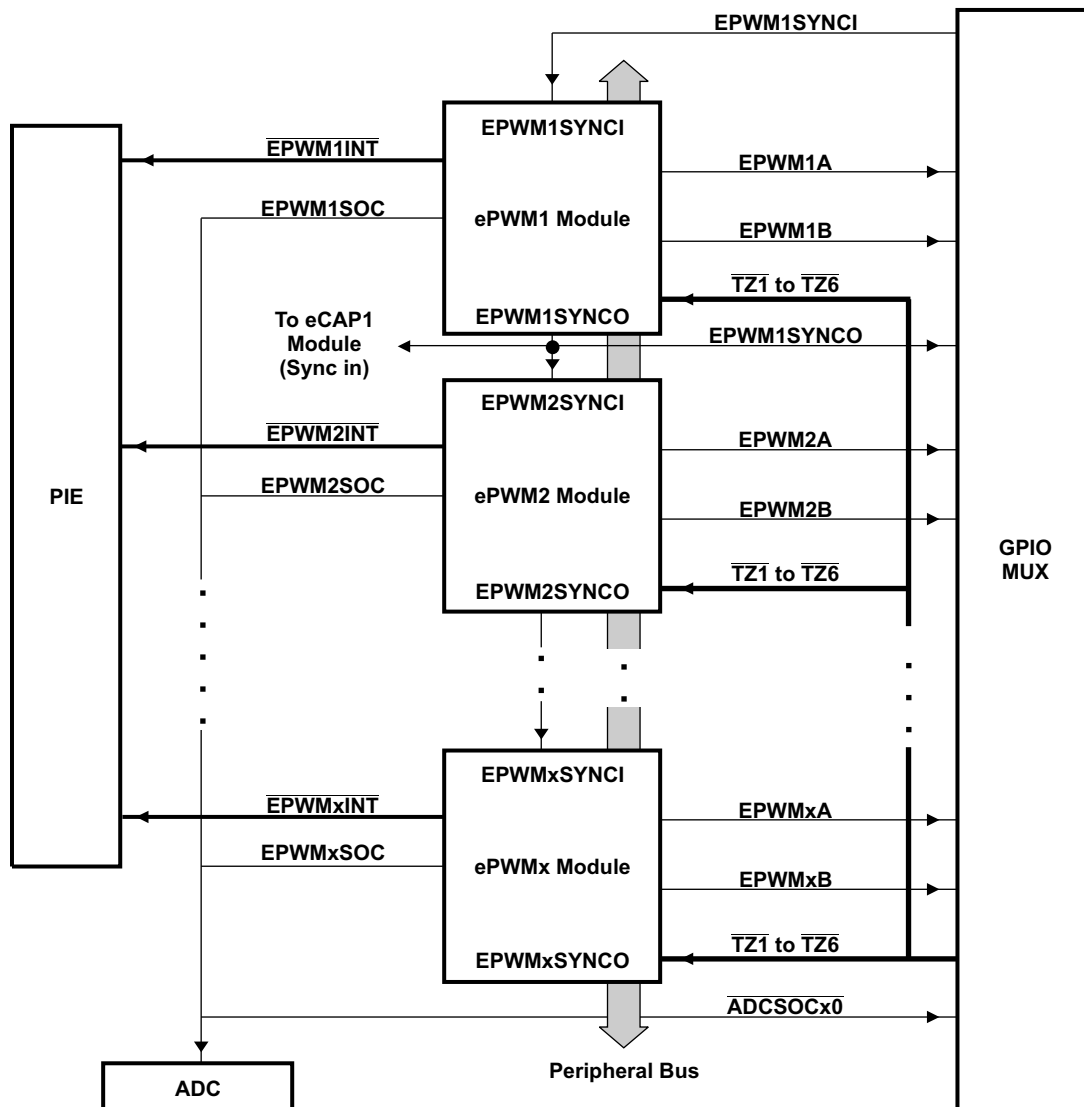 EPWM1SYNCI
EPWM1SYNCI
EPWM1INT
EPWM1A
EPWM1SOC
ePWM1 Module
EPWM1B
TZ1 to TZ6
To eCAP1
Module
(Sync in)
EPWM1SYNCO
EPWM1SYNCO
EPWM2SYNCI
EPWM2INT
EPWM2A
PIE
EPWM2SOC
ePWM2 Module
EPWM2B
GPIO
MUX
TZ1 to TZ6
EPWM2SYNCO
EPWMxSYNCI
EPWMxINT
EPWMxA
EPWMxSOC
ePWMx Module
EPWMxB
TZ1 to TZ6
EPWMxSYNCO
ADCSOCx0
Peripheral Bus
ADC